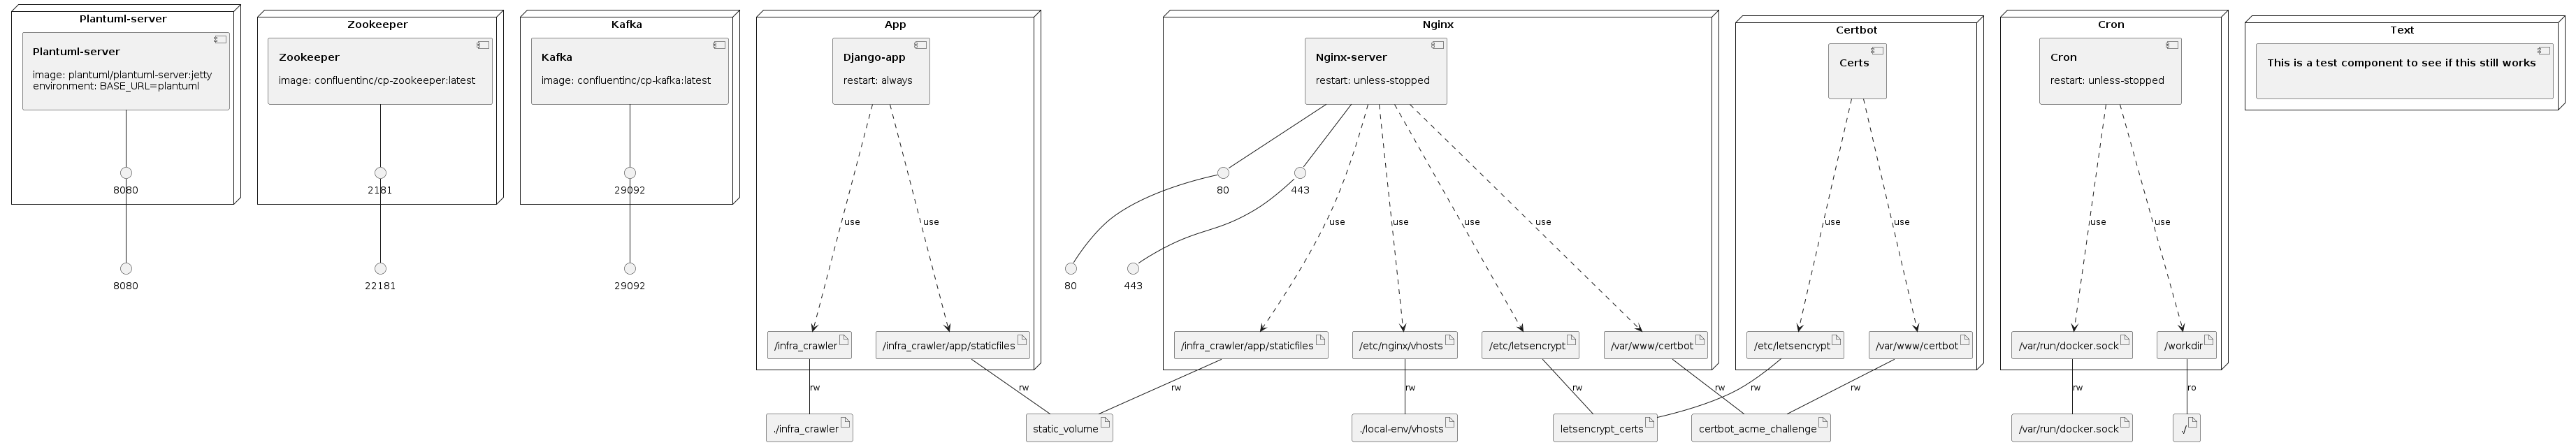 Plantuml-server
Plantuml-server
image: plantuml/plantuml-server:jetty
environment: BASE_URL=plantuml
8080
8080
Zookeeper
Zookeeper
image: confluentinc/cp-zookeeper:latest
2181
22181
Kafka
Kafka
image: confluentinc/cp-kafka:latest
29092
29092
App
Django-app
restart: always
use
use
/infra_crawler
/infra_crawler/app/staticfiles
rw
rw
./infra_crawler
static_volume
Nginx
Nginx-server
restart: unless-stopped
80
443
80
443
use
use
use
use
/infra_crawler/app/staticfiles
/etc/nginx/vhosts
/etc/letsencrypt
/var/www/certbot
rw
rw
rw
rw
./local-env/vhosts
letsencrypt_certs
certbot_acme_challenge
Certbot
Certs
use
use
/etc/letsencrypt
/var/www/certbot
rw
rw
Cron
Cron
restart: unless-stopped
use
use
/var/run/docker.sock
/workdir
rw
ro
/var/run/docker.sock
./
Text
This is a test component to see if this still works